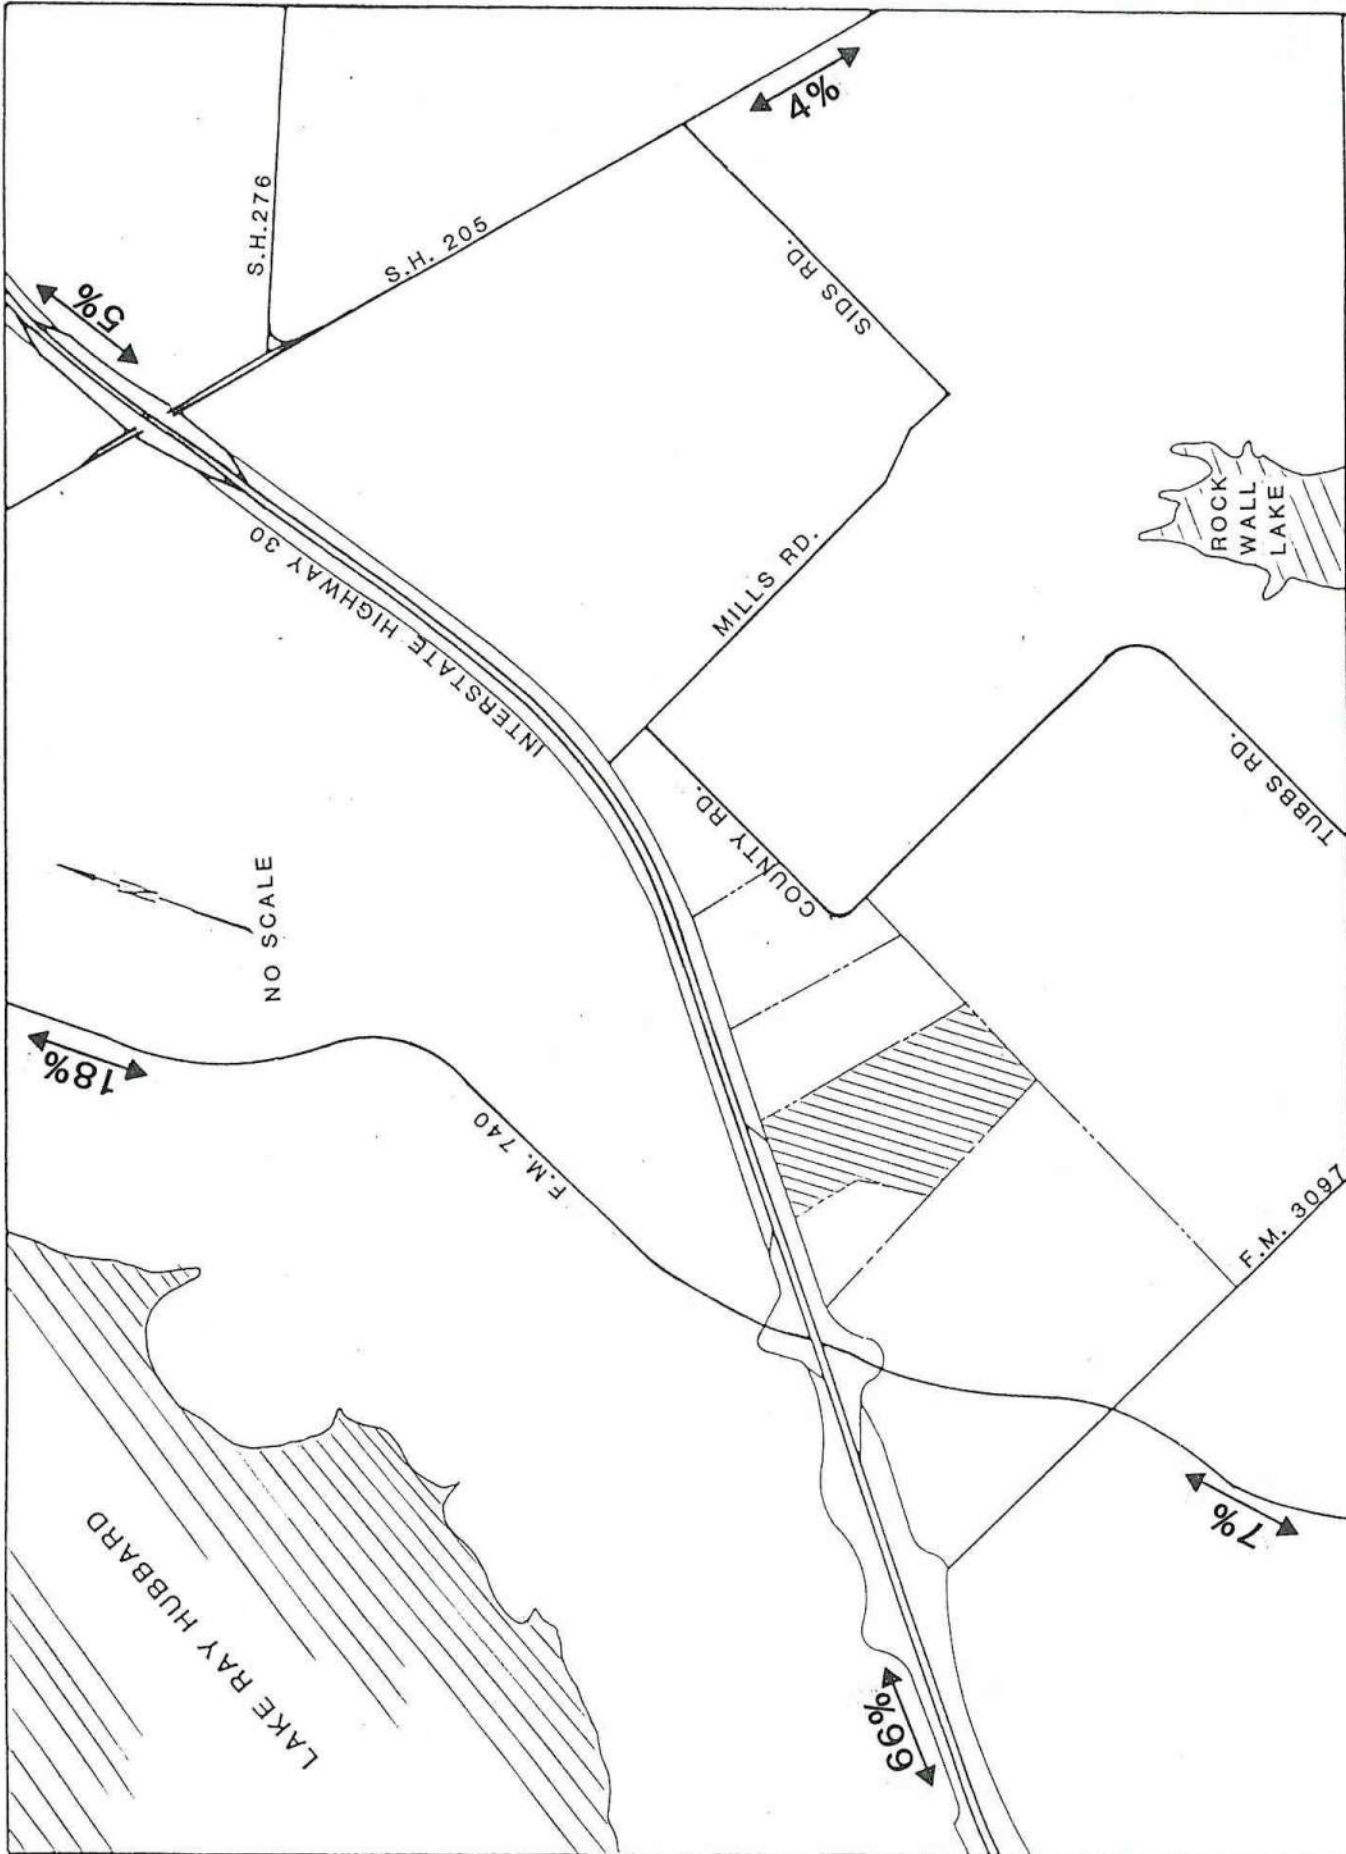 4%
S.H.276
S.H. 205
5%
SIDS RD.
ROCK
WALL
LAKE
INTERSTATE HIGHWAY 30
MILLS RD.
COUNTY RD.
TUBBS RD.
N
NO SCALE
18%
F.M. 740
F.M. 3097
7%
LAKE RAY HUBBARD
66%